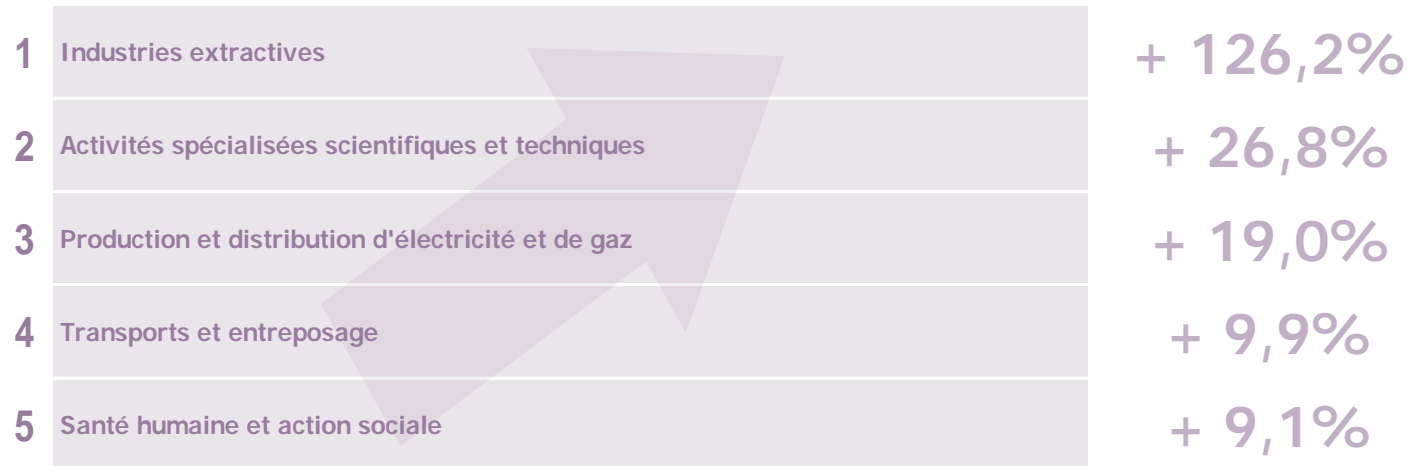 1 Industries extractives + 126,2%
2 Activités spécialisées scientifiques et techniques + 26,8%
3 Production et distribution d'électricité et de gaz + 19,0%
4 Transports et entreposage + 9,9%
5 Santé humaine et action sociale + 9,1%